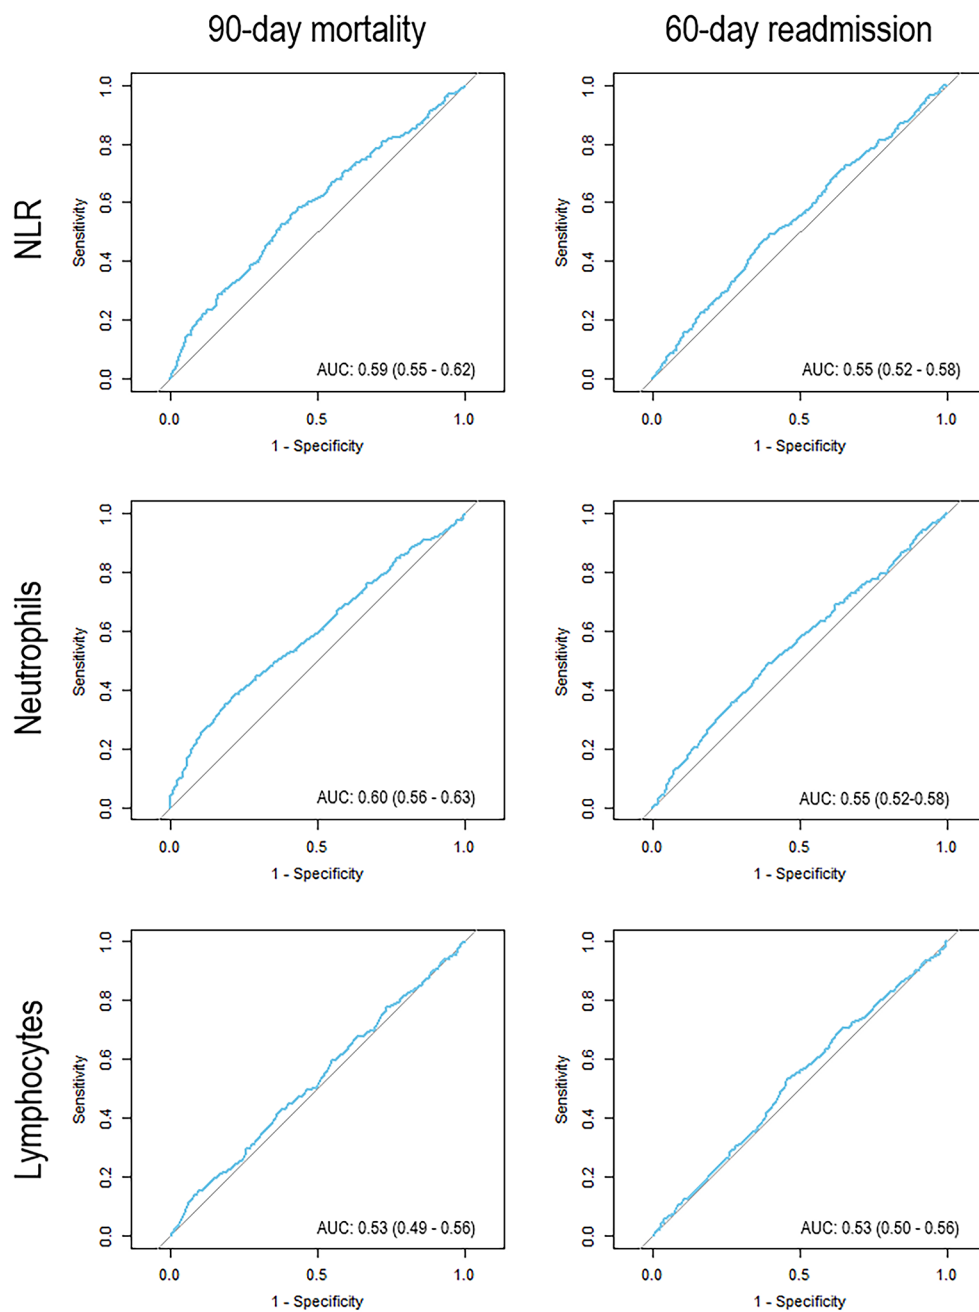 90-day mortality
60-day readmission
NLR
Sensitivity
0.0 0.2 0.4 0.6 0.8 1.0
AUC: 0.59 (0.55 - 0.62)
0.0 0.5 1.0
1 - Specificity
Sensitivity
0.0 0.2 0.4 0.6 0.8 1.0
AUC: 0.55 (0.52 - 0.58)
0.0 0.5 1.0
1 - Specificity
Neutrophils
Sensitivity
0.0 0.2 0.4 0.6 0.8 1.0
AUC: 0.60 (0.56 - 0.63)
0.0 0.5 1.0
1 - Specificity
Sensitivity
0.0 0.2 0.4 0.6 0.8 1.0
AUC: 0.55 (0.52-0.58)
0.0 0.5 1.0
1 - Specificity
Lymphocytes
Sensitivity
0.0 0.2 0.4 0.6 0.8 1.0
AUC: 0.53 (0.49 - 0.56)
0.0 0.5 1.0
1 - Specificity
Sensitivity
0.0 0.2 0.4 0.6 0.8 1.0
AUC: 0.53 (0.50 - 0.56)
0.0 0.5 1.0
1 - Specificity